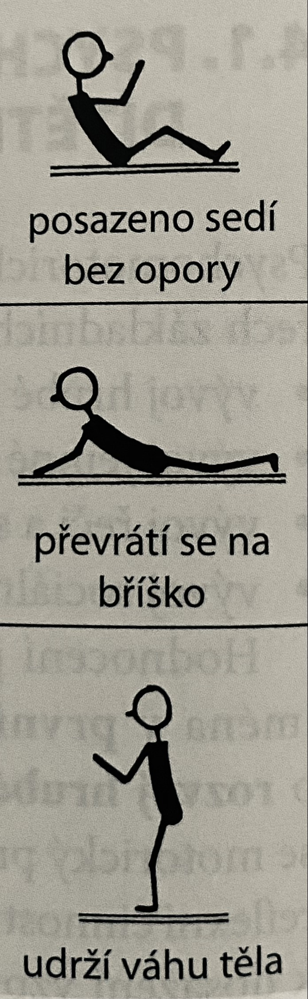 posazeno sedí
bez opory
převrátí se na
bříško
udrží váhu těla